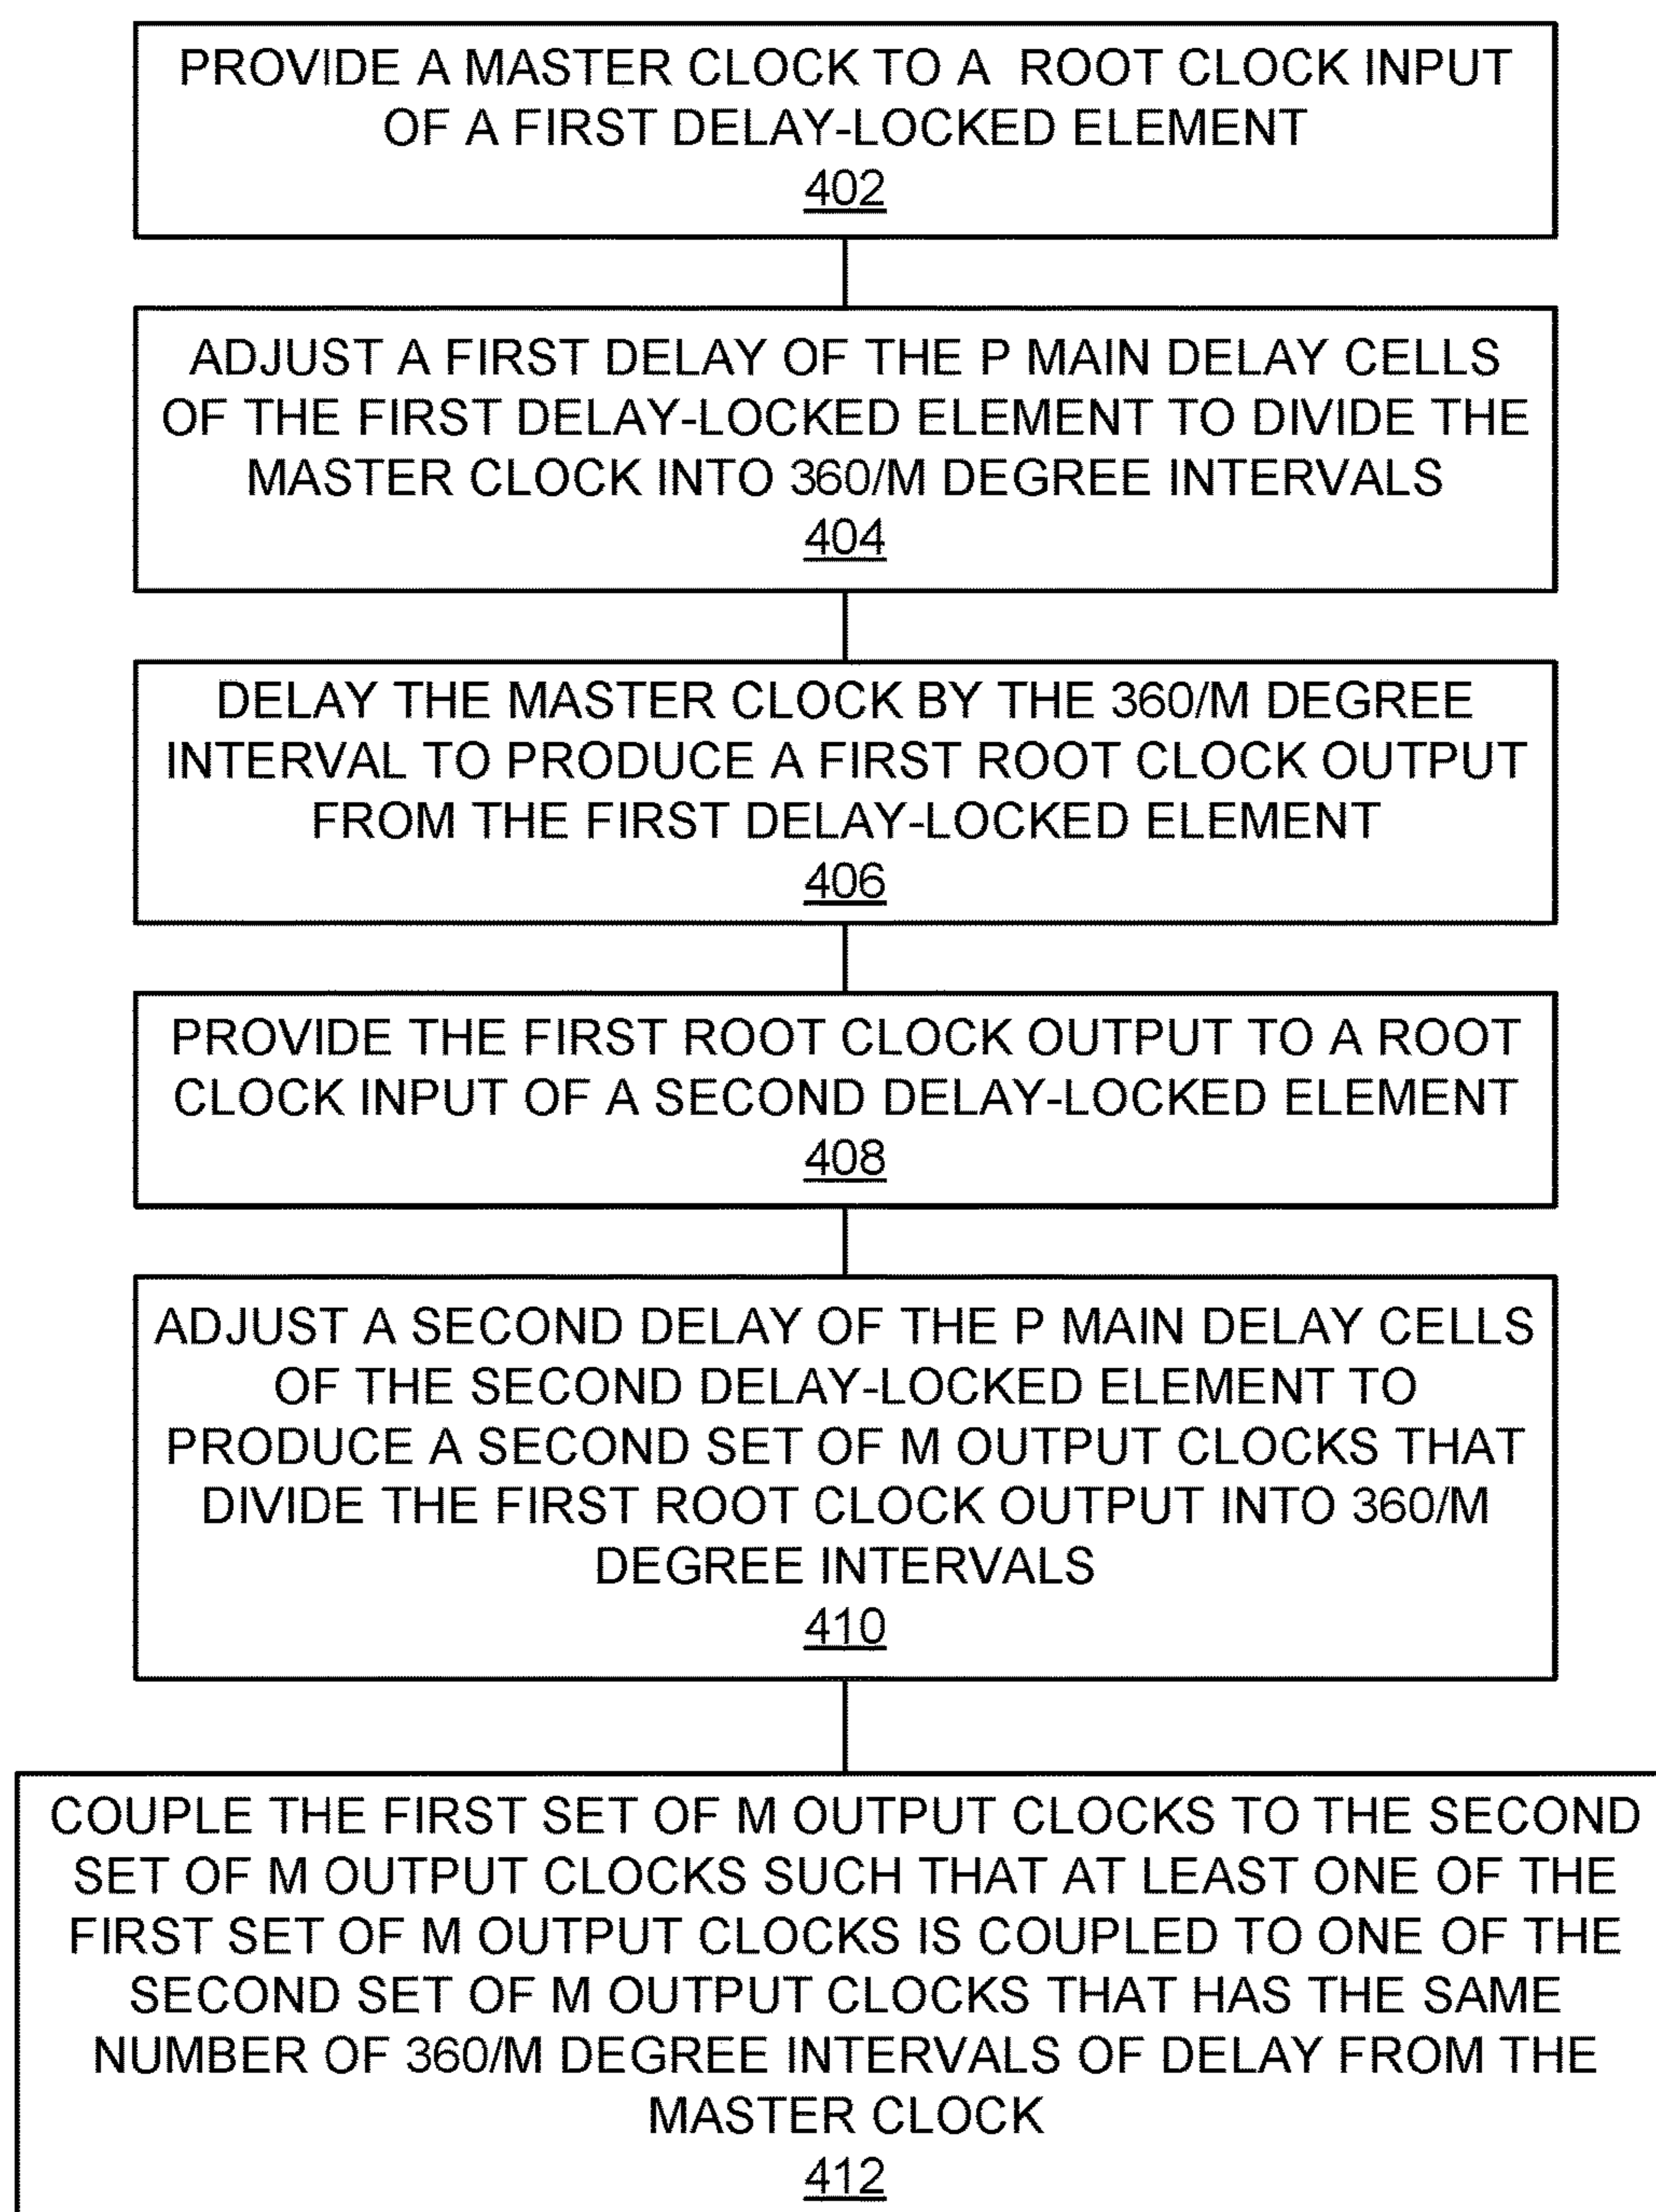 PROVIDE A MASTER CLOCK TO A ROOT CLOCK INPUT
OF A FIRST DELAY-LOCKED ELEMENT
402
ADJUST A FIRST DELAY OF THE P MAIN DELAY CELLS
OF THE FIRST DELAY-LOCKED ELEMENT TO DIVIDE THE
MASTER CLOCK INTO 360/M DEGREE INTERVALS
404
DELAY THE MASTER CLOCK BY THE 360/M DEGREE
INTERVAL TO PRODUCE A FIRST ROOT CLOCK OUTPUT
FROM THE FIRST DELAY-LOCKED ELEMENT
406
PROVIDE THE FIRST ROOT CLOCK OUTPUT TO A ROOT
CLOCK INPUT OF A SECOND DELAY-LOCKED ELEMENT
408
ADJUST A SECOND DELAY OF THE P MAIN DELAY CELLS
OF THE SECOND DELAY-LOCKED ELEMENT TO
PRODUCE A SECOND SET OF M OUTPUT CLOCKS THAT
DIVIDE THE FIRST ROOT CLOCK OUTPUT INTO 360/M
DEGREE INTERVALS
410
COUPLE THE FIRST SET OF M OUTPUT CLOCKS TO THE SECOND
SET OF M OUTPUT CLOCKS SUCH THAT AT LEAST ONE OF THE
FIRST SET OF M OUTPUT CLOCKS IS COUPLED TO ONE OF THE
SECOND SET OF M OUTPUT CLOCKS THAT HAS THE SAME
NUMBER OF 360/M DEGREE INTERVALS OF DELAY FROM THE
MASTER CLOCK
412